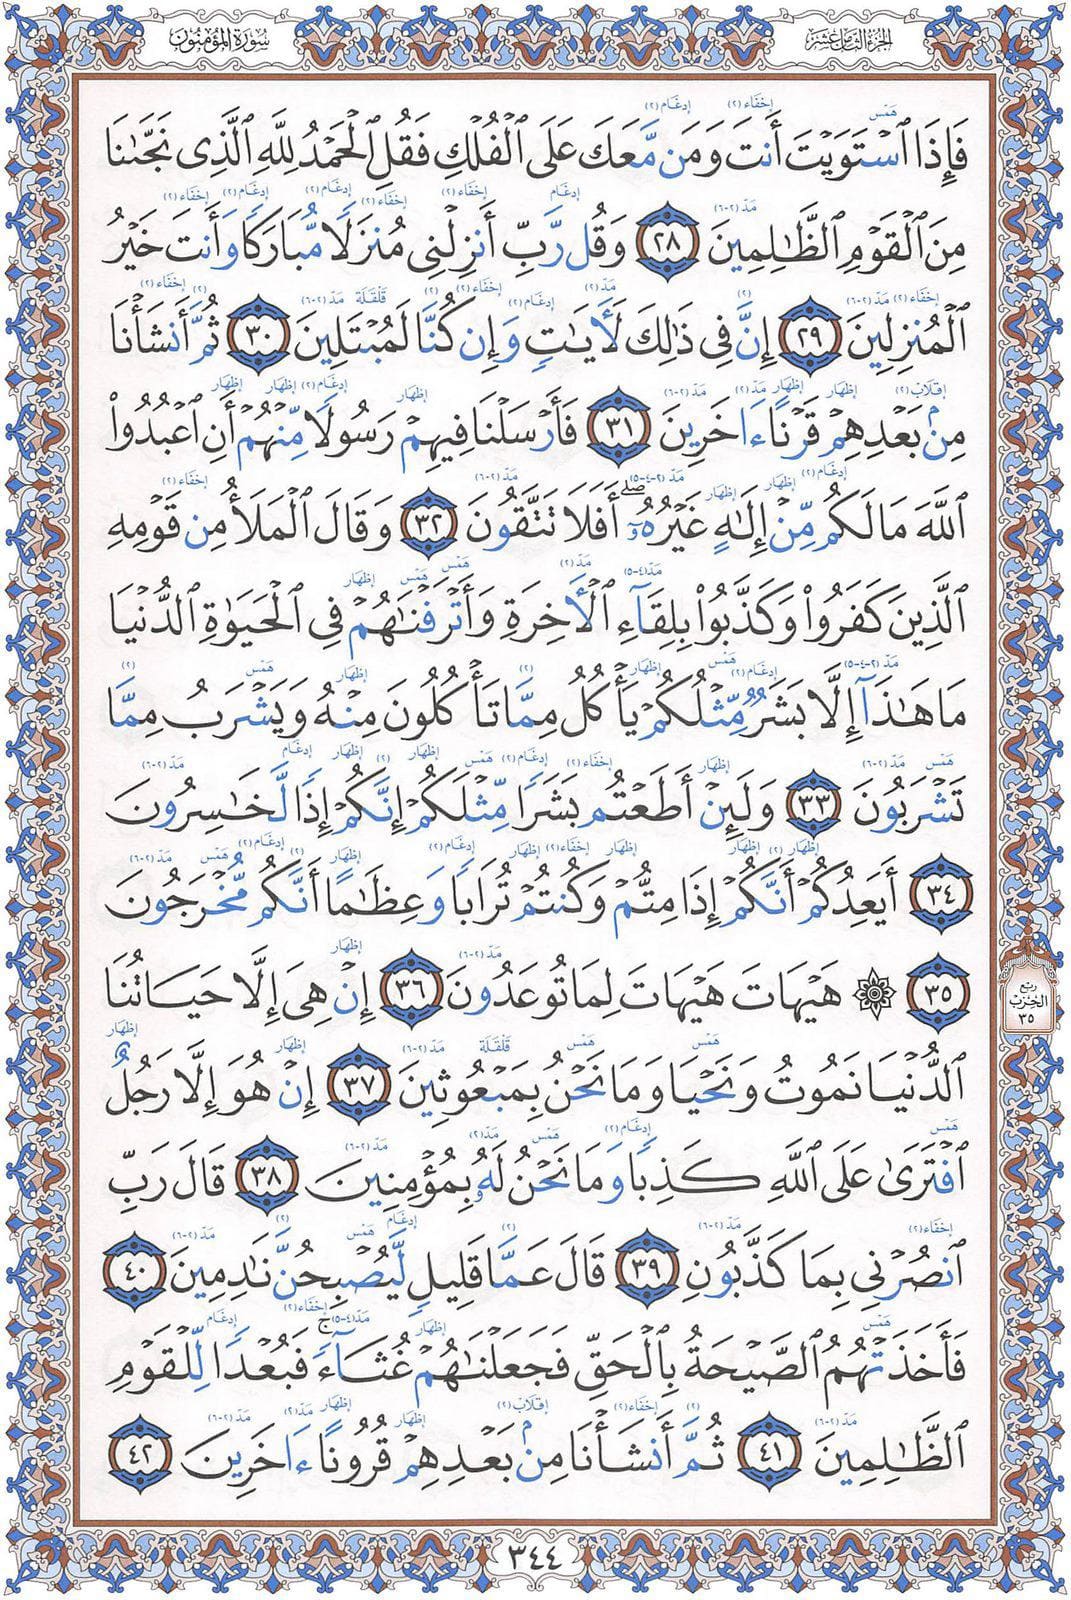 سورة المؤمنون
الجزء الثامن عشر
فَإِذَا ٱسْتَوَيْتَ أَنتَ وَمَن مَّعَكَ عَلَى ٱلْفُلْكِ فَقُلِ ٱلْحَمْدُ لِلَّهِ ٱلَّذِى نَجَّىٰنَا
مِنَ ٱلْقَوْمِ ٱلظَّـٰلِمِينَ ٢٨ وَقُل رَّبِّ أَنزِلْنِى مُنزَلًا مُّبَارَكًا وَأَنتَ خَيْرُ
ٱلْمُنزِلِينَ ٢٩ إِنَّ فِى ذَٰلِكَ لَـَٔايَـٰتٍ وَإِن كُنَّا لَمُبْتَلِينَ ٣٠ ثُمَّ أَنشَأْنَا
مِنۢ بَعْدِهِمْ قَرْنًا ءَاخَرِينَ ٣١ فَأَرْسَلْنَا فِيهِمْ رَسُولًا مِّنْهُمْ أَنِ ٱعْبُدُوا۟
ٱللَّهَ مَا لَكُم مِّنْ إِلَـٰهٍ غَيْرُهُۥٓ ۖ أَفَلَا تَتَّقُونَ ٣٢ وَقَالَ ٱلْمَلَأُ مِن قَوْمِهِ
ٱلَّذِينَ كَفَرُوا۟ وَكَذَّبُوا۟ بِلِقَآءِ ٱلْـَٔاخِرَةِ وَأَتْرَفْنَـٰهُمْ فِى ٱلْحَيَوٰةِ ٱلدُّنْيَا
مَا هَـٰذَآ إِلَّا بَشَرٌ مِّثْلُكُمْ يَأْكُلُ مِمَّا تَأْكُلُونَ مِنْهُ وَيَشْرَبُ مِمَّا
تَشْرَبُونَ ٣٣ وَلَئِنْ أَطَعْتُم بَشَرًا مِّثْلَكُمْ إِنَّكُمْ إِذًا لَّخَـٰسِرُونَ
٣٤ أَيَعِدُكُمْ أَنَّكُمْ إِذَا مِتُّمْ وَكُنتُمْ تُرَابًا وَعِظَـٰمًا أَنَّكُم مُّخْرَجُونَ
٣٥ ۞ هَيْهَاتَ هَيْهَاتَ لِمَا تُوعَدُونَ ٣٦ إِنْ هِىَ إِلَّا حَيَاتُنَا
ٱلدُّنْيَا نَمُوتُ وَنَحْيَا وَمَا نَحْنُ بِمَبْعُوثِينَ ٣٧ إِنْ هُوَ إِلَّا رَجُلٌ
ٱفْتَرَىٰ عَلَى ٱللَّهِ كَذِبًا وَمَا نَحْنُ لَهُۥ بِمُؤْمِنِينَ ٣٨ قَالَ رَبِّ
ٱنصُرْنِى بِمَا كَذَّبُونِ ٣٩ قَالَ عَمَّا قَلِيلٍ لَّيُصْبِحُنَّ نَـٰدِمِينَ ٤٠
فَأَخَذَتْهُمُ ٱلصَّيْحَةُ بِٱلْحَقِّ فَجَعَلْنَـٰهُمْ غُثَآءً ۚ فَبُعْدًا لِّلْقَوْمِ
ٱلظَّـٰلِمِينَ ٤١ ثُمَّ أَنشَأْنَا مِنۢ بَعْدِهِمْ قُرُونًا ءَاخَرِينَ ٤٢
ربع
الحزب
٣٥
٣٤٤